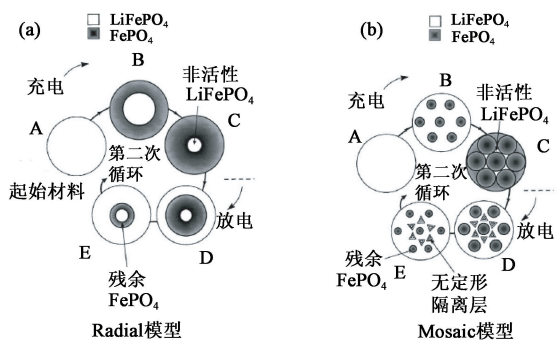 (a)
LiFePO4
FePO4
B
充电
非活性
LiFePO4
A
C
第二次
循环
起始材料
放电
E
D
残余
FePO4
Radial模型
(b)
LiFePO4
FePO4
B
充电
非活性
LiFePO4
A
C
第二次
循环
放电
残余
FePO4
E
D
无定形
隔离层
Mosaic模型